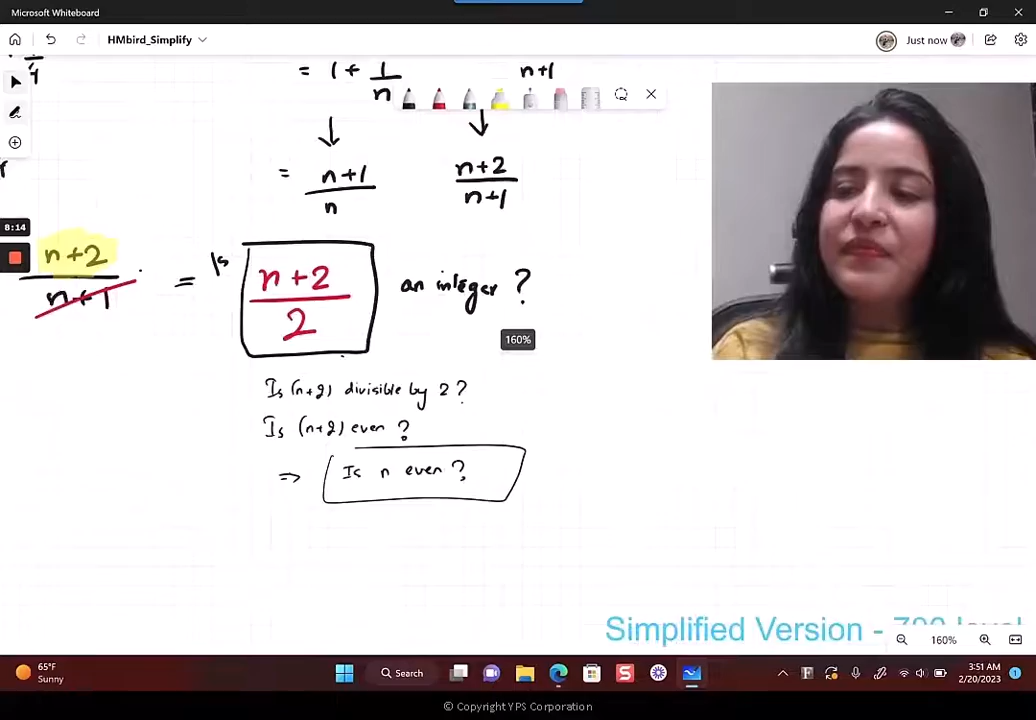 Microsoft Whiteboard
HMbird_Simplify
Just now
= 1 + 1/n
n+1
= n+1/n
n+2/n+1
8:14
n+2/n+1 = Is n+2/2 an integer ?
160%
Is (n+2) divisible by 2 ?
Is (n+2) even ?
⇒ Is n even ?
Simplified Version - 700 level
160%
65°F
Sunny
Search
3:51 AM
2/20/2023
© Copyright YPS Corporation